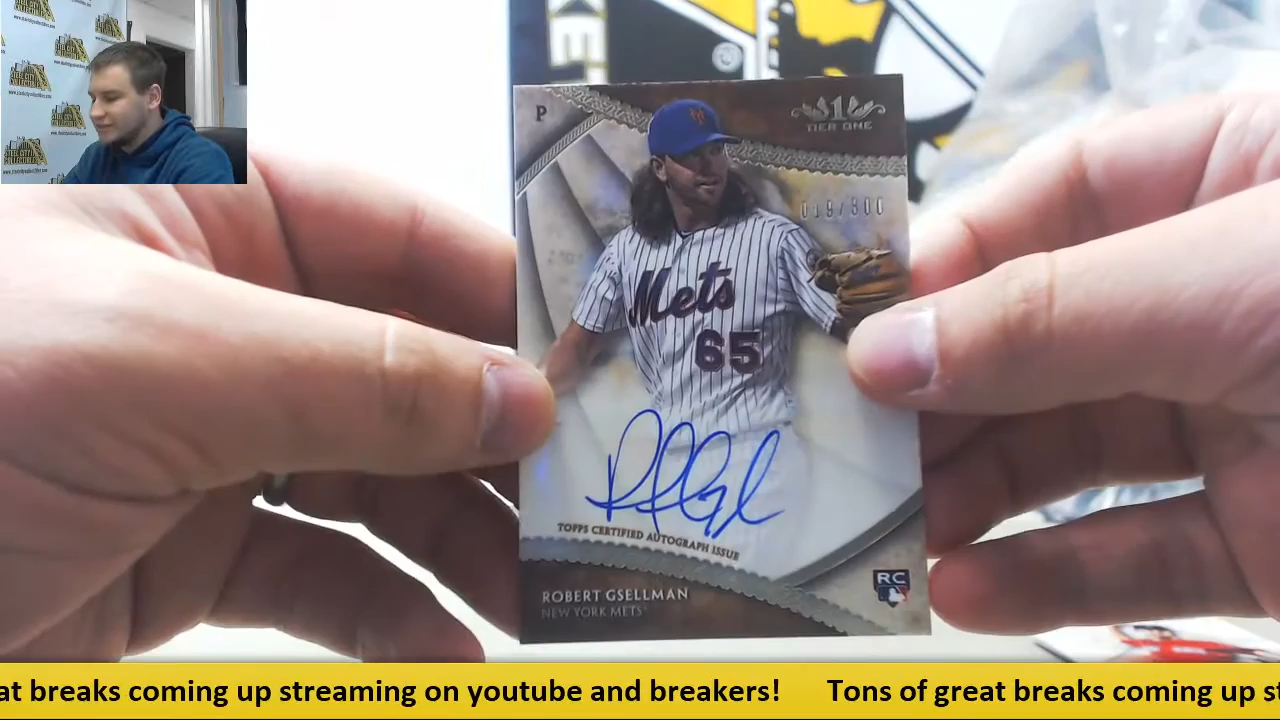 P
1
TIER ONE
019/300
Mets
65
TOPPS CERTIFIED AUTOGRAPH ISSUE
RC
ROBERT GSELLMAN
NEW YORK METS
at breaks coming up streaming on youtube and breakers! Tons of great breaks coming up st